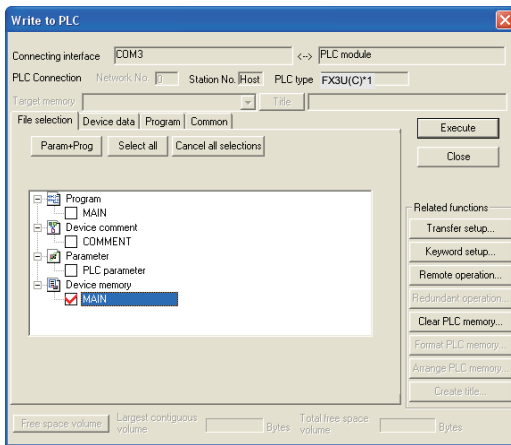 Write to PLC
Connecting interface COM3 <--> PLC module
PLC Connection Network No. 0 Station No. Host PLC type FX3U(C)*1
Target memory Title
File selection Device data Program Common
Param+Prog Select all Cancel all selections
Execute
Close
Program
MAIN
Device comment
COMMENT
Parameter
PLC parameter
Device memory
MAIN
Related functions
Transfer setup...
Keyword setup...
Remote operation...
Redundant operation...
Clear PLC memory...
Format PLC memory...
Arrange PLC memory...
Create title...
Free space volume Largest contiguous volume Bytes Total free space volume Bytes